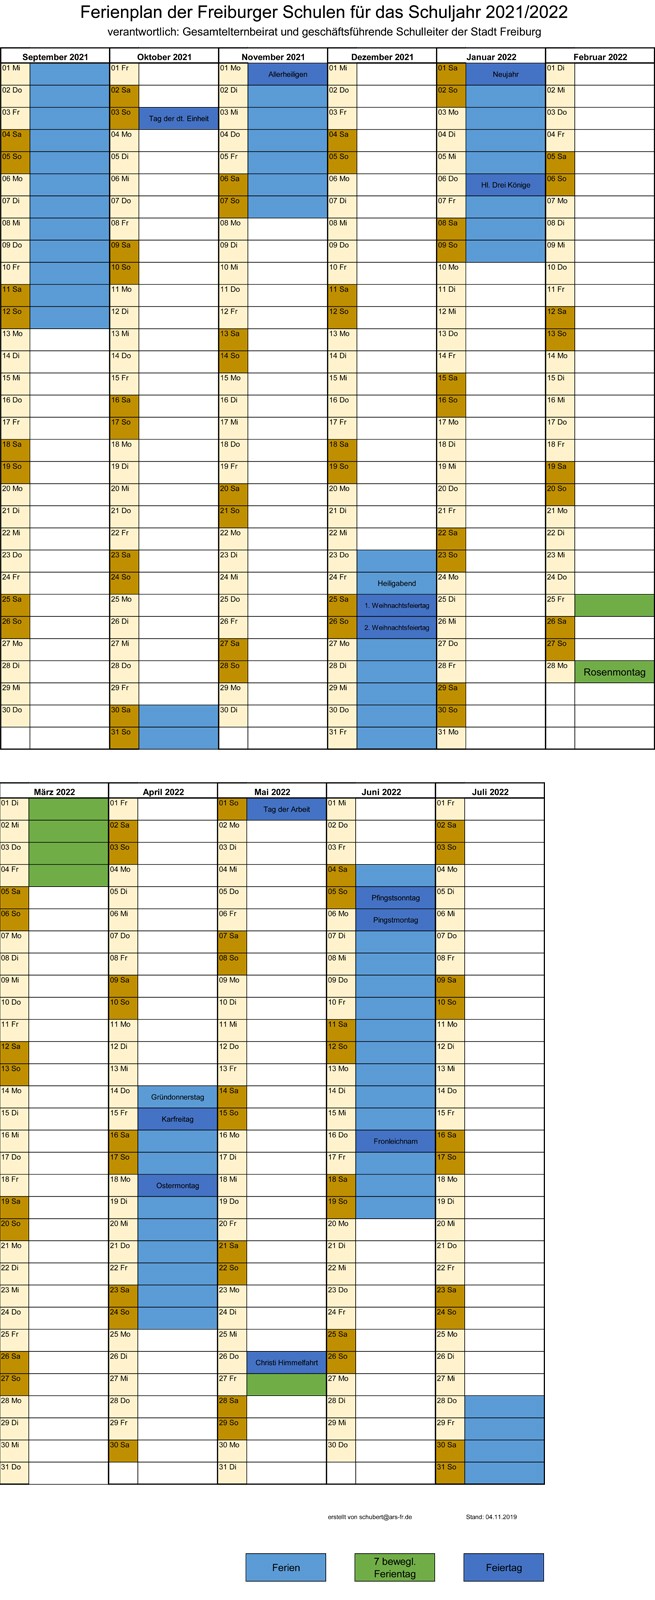 Ferienplan der Freiburger Schulen für das Schuljahr 2021/2022
verantwortlich: Gesamtelternbeirat und geschäftsführende Schulleiter der Stadt Freiburg
September 2021 Oktober 2021 November 2021 Dezember 2021 Januar 2022 Februar 2022
01 Mi 01 Fr 01 Mo Allerheiligen 01 Mi 01 Sa Neujahr 01 Di
02 Do 02 Sa 02 Di 02 Do 02 So 02 Mi
03 Fr 03 So Tag der dt. Einheit 03 Mi 03 Fr 03 Mo 03 Do
04 Sa 04 Mo 04 Do 04 Sa 04 Di 04 Fr
05 So 05 Di 05 Fr 05 So 05 Mi 05 Sa
06 Mo 06 Mi 06 Sa 06 Mo 06 Do Hl. Drei Könige 06 So
07 Di 07 Do 07 So 07 Di 07 Fr 07 Mo
08 Mi 08 Fr 08 Mo 08 Mi 08 Sa 08 Di
09 Do 09 Sa 09 Di 09 Do 09 So 09 Mi
10 Fr 10 So 10 Mi 10 Fr 10 Mo 10 Do
11 Sa 11 Mo 11 Do 11 Sa 11 Di 11 Fr
12 So 12 Di 12 Fr 12 So 12 Mi 12 Sa
13 Mo 13 Mi 13 Sa 13 Mo 13 Do 13 So
14 Di 14 Do 14 So 14 Di 14 Fr 14 Mo
15 Mi 15 Fr 15 Mo 15 Mi 15 Sa 15 Di
16 Do 16 Sa 16 Di 16 Do 16 So 16 Mi
17 Fr 17 So 17 Mi 17 Fr 17 Mo 17 Do
18 Sa 18 Mo 18 Do 18 Sa 18 Di 18 Fr
19 So 19 Di 19 Fr 19 So 19 Mi 19 Sa
20 Mo 20 Mi 20 Sa 20 Mo 20 Do 20 So
21 Di 21 Do 21 So 21 Di 21 Fr 21 Mo
22 Mi 22 Fr 22 Mo 22 Mi 22 Sa 22 Di
23 Do 23 Sa 23 Di 23 Do 23 So 23 Mi
24 Fr 24 So 24 Mi 24 Fr Heiligabend 24 Mo 24 Do
25 Sa 25 Mo 25 Do 25 Sa 1. Weihnachtsfeiertag 25 Di 25 Fr
26 So 26 Di 26 Fr 26 So 2. Weihnachtsfeiertag 26 Mi 26 Sa
27 Mo 27 Mi 27 Sa 27 Mo 27 Do 27 So
28 Di 28 Do 28 So 28 Di 28 Fr 28 Mo Rosenmontag
29 Mi 29 Fr 29 Mo 29 Mi 29 Sa
30 Do 30 Sa 30 Di 30 Do 30 So
31 So 31 Fr 31 Mo
März 2022 April 2022 Mai 2022 Juni 2022 Juli 2022
01 Di 01 Fr 01 So Tag der Arbeit 01 Mi 01 Fr
02 Mi 02 Sa 02 Mo 02 Do 02 Sa
03 Do 03 So 03 Di 03 Fr 03 So
04 Fr 04 Mo 04 Mi 04 Sa 04 Mo
05 Sa 05 Di 05 Do 05 So Pfingstsonntag 05 Di
06 So 06 Mi 06 Fr 06 Mo Pingstmontag 06 Mi
07 Mo 07 Do 07 Sa 07 Di 07 Do
08 Di 08 Fr 08 So 08 Mi 08 Fr
09 Mi 09 Sa 09 Mo 09 Do 09 Sa
10 Do 10 So 10 Di 10 Fr 10 So
11 Fr 11 Mo 11 Mi 11 Sa 11 Mo
12 Sa 12 Di 12 Do 12 So 12 Di
13 So 13 Mi 13 Fr 13 Mo 13 Mi
14 Mo 14 Do Gründonnerstag 14 Sa 14 Di 14 Do
15 Di 15 Fr Karfreitag 15 So 15 Mi 15 Fr
16 Mi 16 Sa 16 Mo 16 Do Fronleichnam 16 Sa
17 Do 17 So 17 Di 17 Fr 17 So
18 Fr 18 Mo Ostermontag 18 Mi 18 Sa 18 Mo
19 Sa 19 Di 19 Do 19 So 19 Di
20 So 20 Mi 20 Fr 20 Mo 20 Mi
21 Mo 21 Do 21 Sa 21 Di 21 Do
22 Di 22 Fr 22 So 22 Mi 22 Fr
23 Mi 23 Sa 23 Mo 23 Do 23 Sa
24 Do 24 So 24 Di 24 Fr 24 So
25 Fr 25 Mo 25 Mi 25 Sa 25 Mo
26 Sa 26 Di 26 Do Christi Himmelfahrt 26 So 26 Di
27 So 27 Mi 27 Fr 27 Mo 27 Mi
28 Mo 28 Do 28 Sa 28 Di 28 Do
29 Di 29 Fr 29 So 29 Mi 29 Fr
30 Mi 30 Sa 30 Mo 30 Do 30 Sa
31 Do 31 Di 31 So
erstellt von schubert@ars-fr.de Stand: 04.11.2019
Ferien 7 bewegl. Ferientag Feiertag